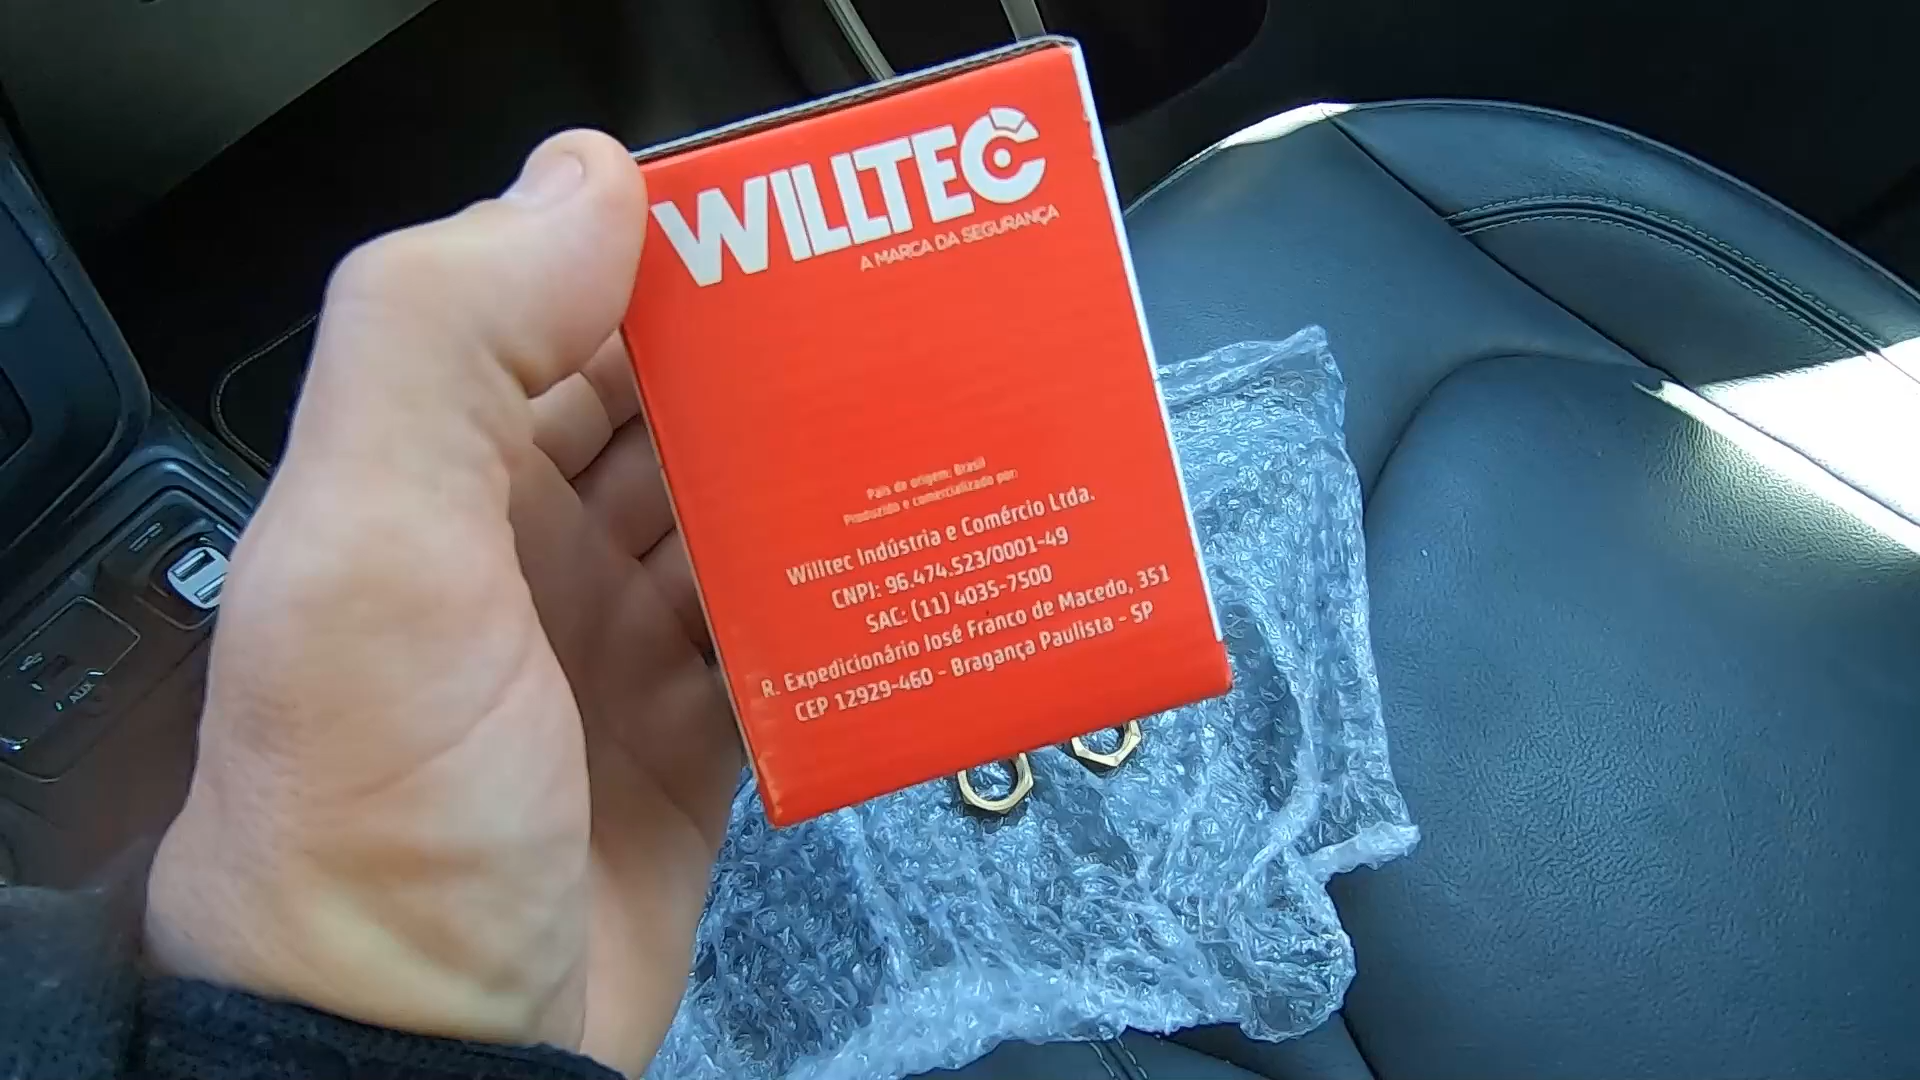 WILLTEC
A MARCA DA SEGURANÇA
País de origem: Brasil
Produzido e comercializado por:
Willtec Indústria e Comércio Ltda.
CNPJ: 96.474.523/0001-49
SAC: (11) 4035-7500
R. Expedicionário José Franco de Macedo, 351
CEP 12929-460 - Bragança Paulista - SP
AUX